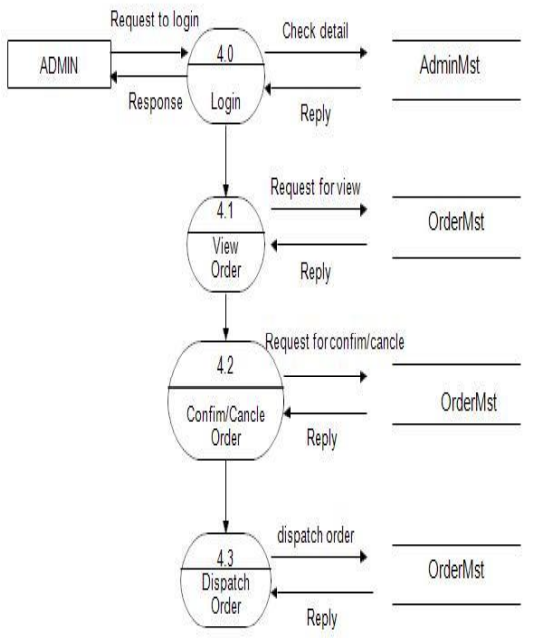 Request to login
Check detail
4.0
ADMIN
AdminMst
Login
Response
Reply
Request for view
4.1
OrderMst
View
Order
Reply
Request for confim/cancle
4.2
OrderMst
Confim/Cancle
Order
Reply
dispatch order
4.3
OrderMst
Dispatch
Order
Reply